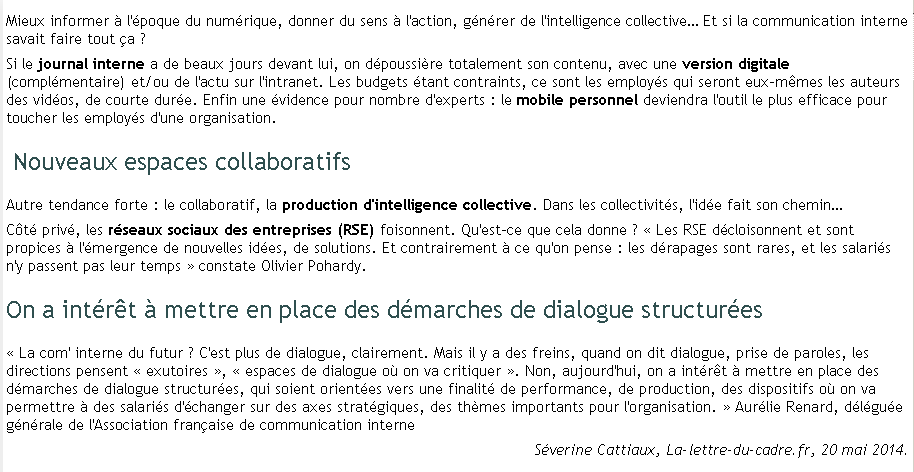 Mieux informer à l'époque du numérique, donner du sens à l'action, générer de l'intelligence collective... Et si la communication interne
savait faire tout ça ?
Si le journal interne a de beaux jours devant lui, on dépoussière totalement son contenu, avec une version digitale
(complémentaire) et/ou de l'actu sur l'intranet. Les budgets étant contraints, ce sont les employés qui seront eux-mêmes les auteurs
des vidéos, de courte durée. Enfin une évidence pour nombre d'experts : le mobile personnel deviendra l'outil le plus efficace pour
toucher les employés d'une organisation.
Nouveaux espaces collaboratifs
Autre tendance forte : le collaboratif, la production d'intelligence collective. Dans les collectivités, l'idée fait son chemin...
Côté privé, les réseaux sociaux des entreprises (RSE) foisonnent. Qu'est-ce que cela donne ? « Les RSE décloisonnent et sont
propices à l'émergence de nouvelles idées, de solutions. Et contrairement à ce qu'on pense : les dérapages sont rares, et les salariés
n'y passent pas leur temps » constate Olivier Pohardy.
On a intérêt à mettre en place des démarches de dialogue structurées
« La com' interne du futur ? C'est plus de dialogue, clairement. Mais il y a des freins, quand on dit dialogue, prise de paroles, les
directions pensent « exutoires », « espaces de dialogue où on va critiquer ». Non, aujourd'hui, on a intérêt à mettre en place des
démarches de dialogue structurées, qui soient orientées vers une finalité de performance, de production, des dispositifs où on va
permettre à des salariés d'échanger sur des axes stratégiques, des thèmes importants pour l'organisation. » Aurélie Renard, déléguée
générale de l'Association française de communication interne
Séverine Cattiaux, La-lettre-du-cadre.fr, 20 mai 2014.